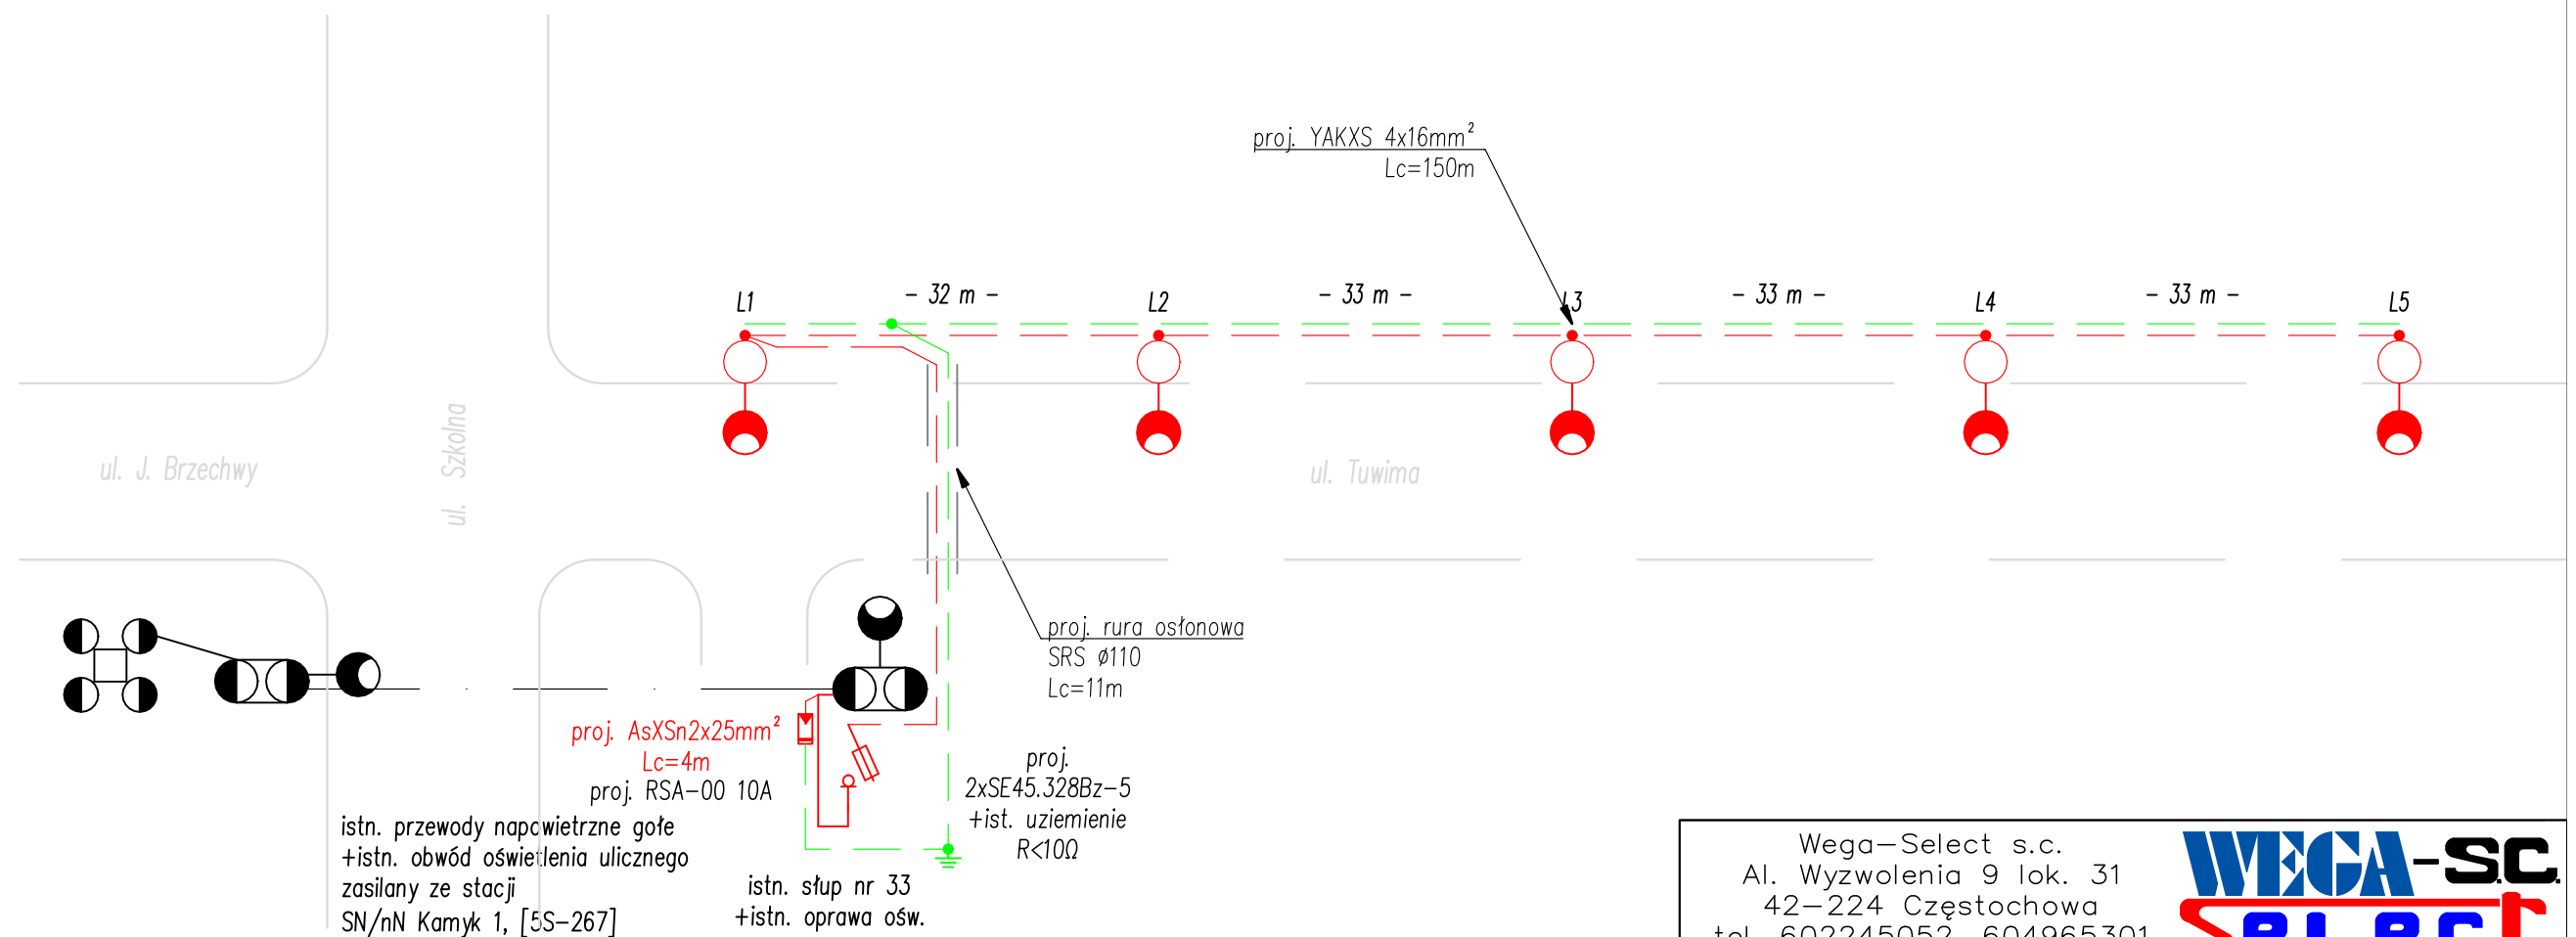 proj. YAKXS 4x16mm²
Lc=150m
L1
- 32 m -
L2
- 33 m -
L3
- 33 m -
L4
- 33 m -
L5
ul. J. Brzechwy
ul. Szkolna
ul. Tuwima
proj. rura osłonowa
SRS ø110
Lc=11m
proj. AsXSn2x25mm²
Lc=4m
proj. RSA-00 10A
proj.
2xSE45.328Bz-5
+ist. uziemienie
R<10Ω
istn. przewody napowietrzne gołe
+istn. obwód oświetlenia ulicznego
zasilany ze stacji
SN/nN Kamyk 1, [5S-267]
istn. słup nr 33
+istn. oprawa ośw.
Wega-Select s.c.
Al. Wyzwolenia 9 lok. 31
42-224 Częstochowa
tel. 602245052, 604965301
WEGA-S.C.
select